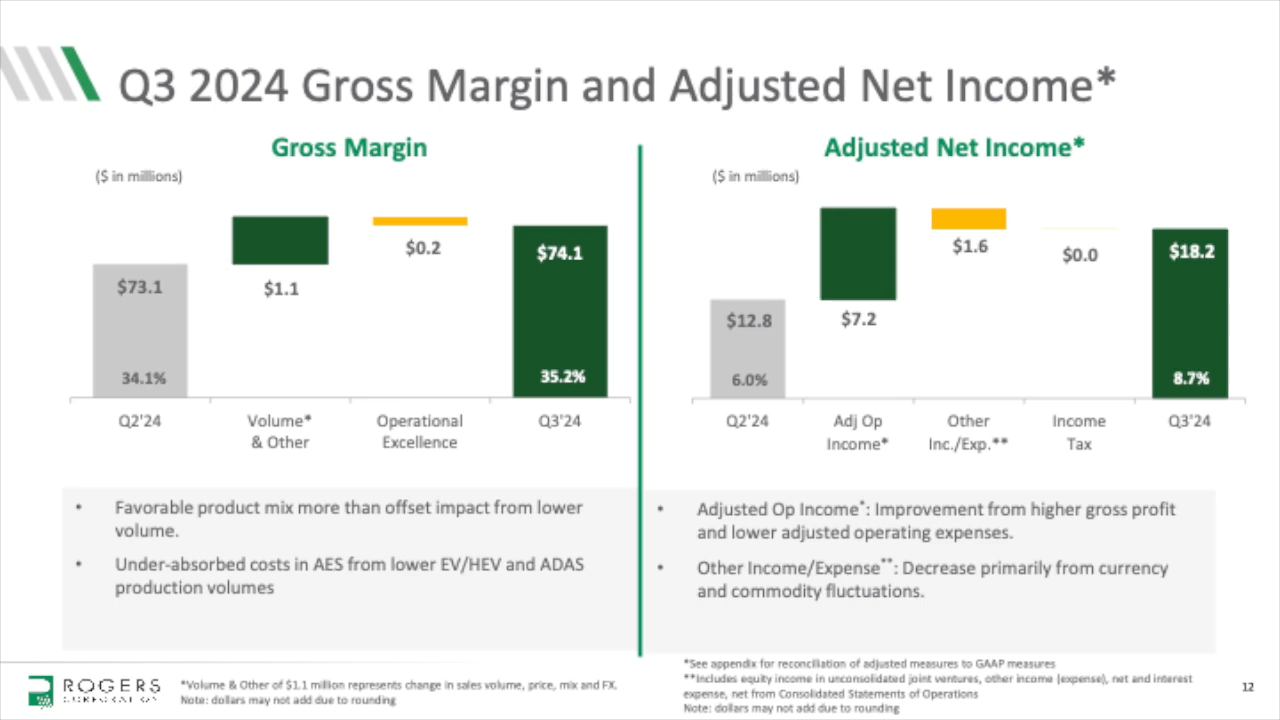 Q3 2024 Gross Margin and Adjusted Net Income*
Gross Margin
($ in millions)
$73.1
34.1%
$1.1
$0.2
$74.1
35.2%
Q2'24
Volume*
& Other
Operational
Excellence
Q3'24
• Favorable product mix more than offset impact from lower
volume.
• Under-absorbed costs in AES from lower EV/HEV and ADAS
production volumes
Adjusted Net Income*
($ in millions)
$12.8
6.0%
$7.2
$1.6
$0.0
$18.2
8.7%
Q2'24
Adj Op
Income*
Other
Inc./Exp.**
Income
Tax
Q3'24
• Adjusted Op Income*: Improvement from higher gross profit
and lower adjusted operating expenses.
• Other Income/Expense**: Decrease primarily from currency
and commodity fluctuations.
ROGERS
CORPORATION
*Volume & Other of $1.1 million represents change in sales volume, price, mix and FX.
Note: dollars may not add due to rounding
*See appendix for reconciliation of adjusted measures to GAAP measures
**Includes equity income in unconsolidated joint ventures, other income (expense), net and interest
expense, net from Consolidated Statements of Operations
Note: dollars may not add due to rounding
12